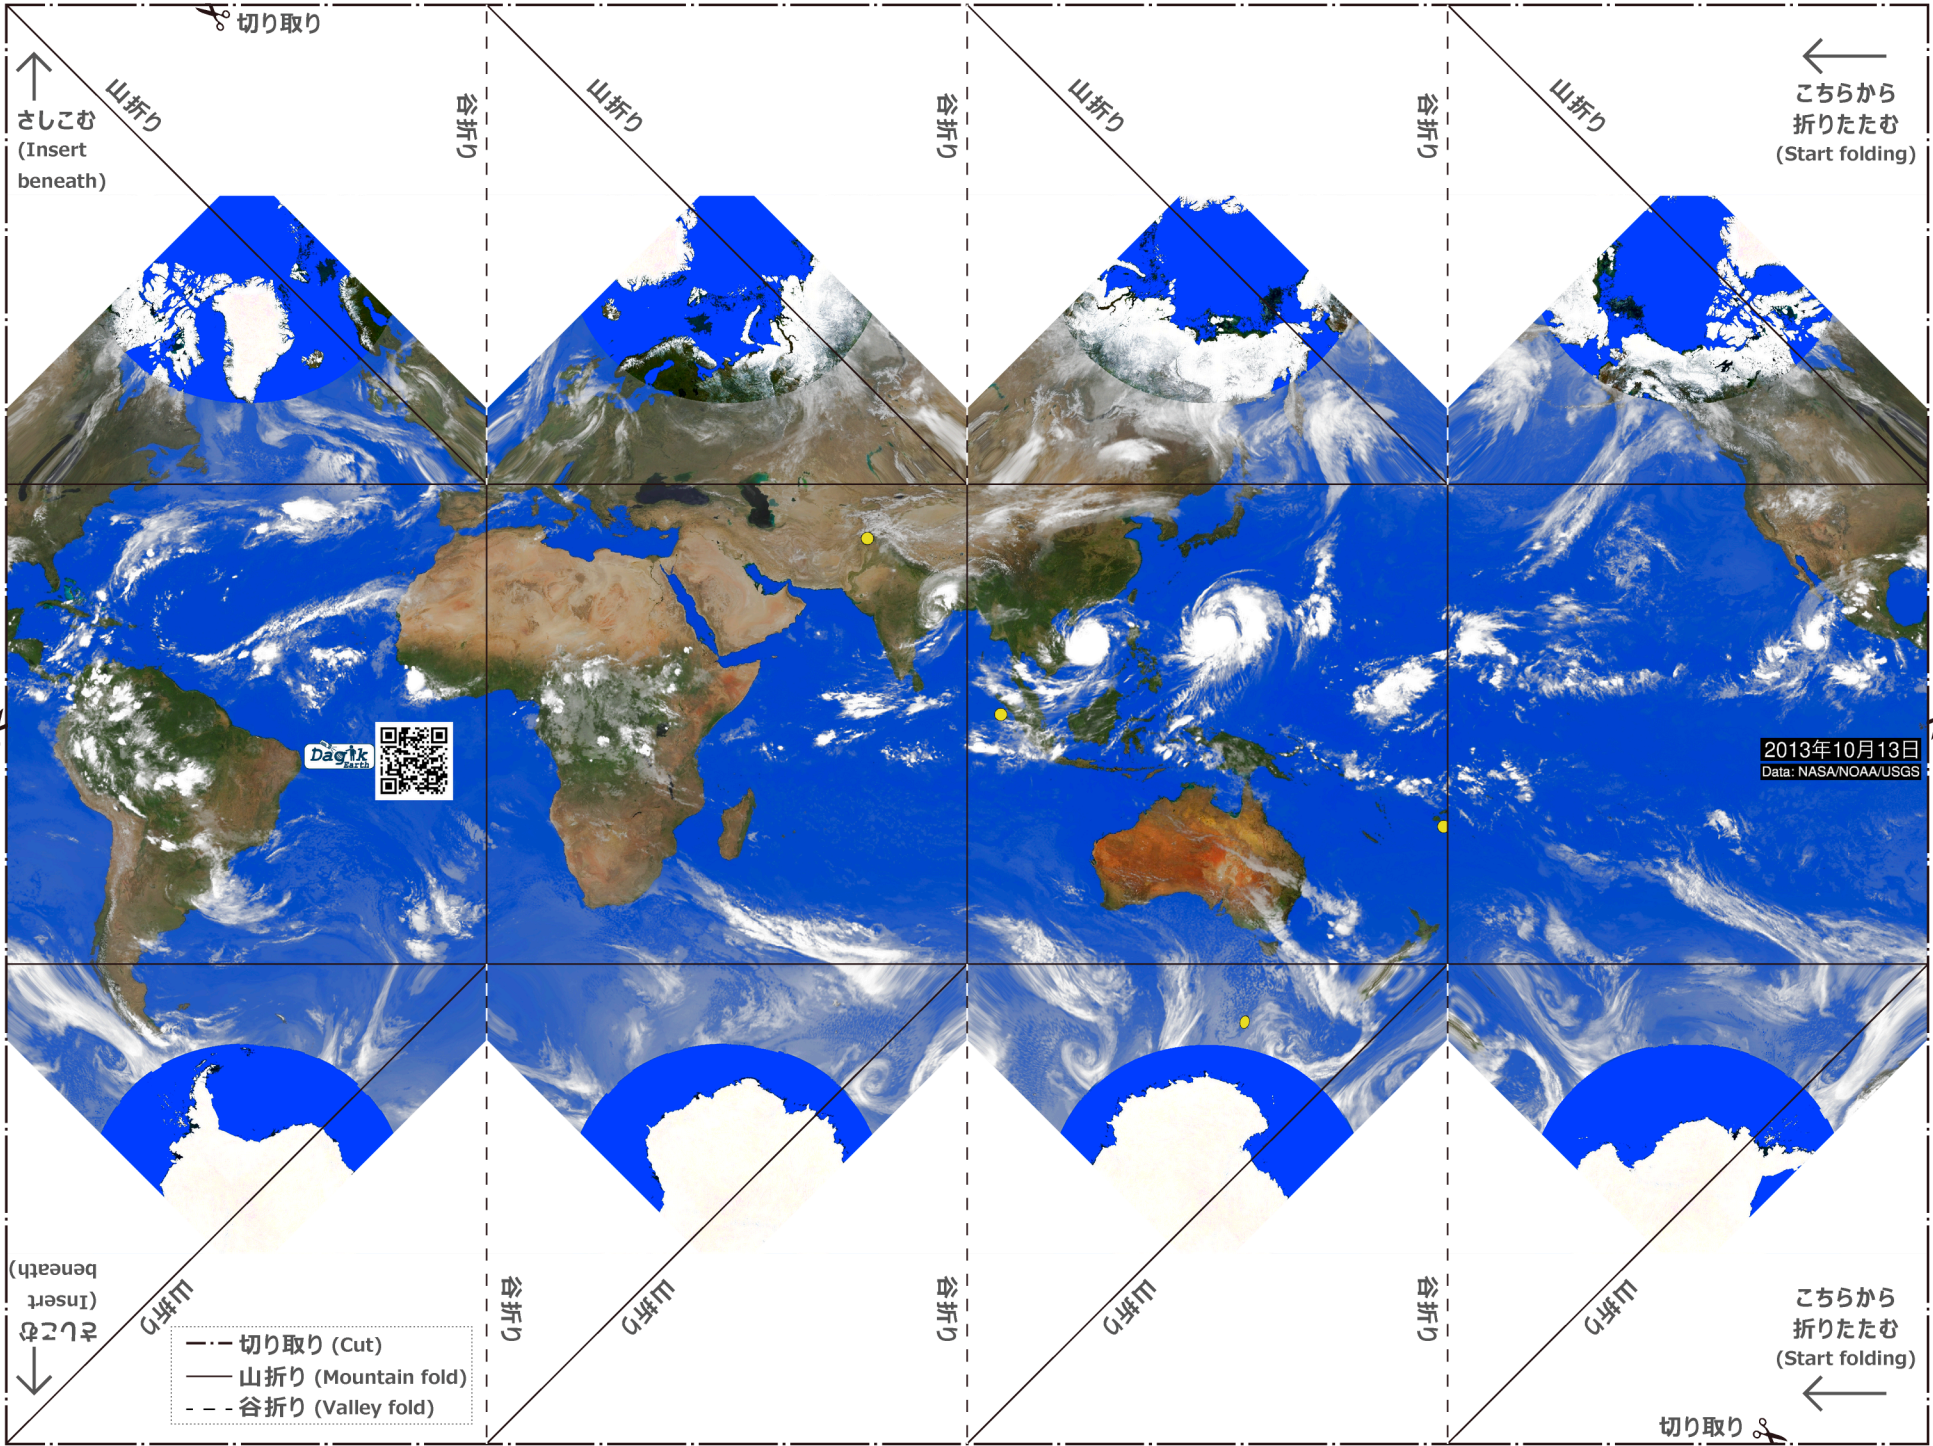 切り取り
山折り
谷折り
山折り
谷折り
山折り
谷折り
山折り
こちらから
折りたたむ
(Start folding)
さしこむ
(Insert
beneath)
Dagik
Earth
2013年10月13日
Data: NASA/NOAA/USGS
さしこむ
(Insert
beneath)
山折り
谷折り
山折り
谷折り
山折り
谷折り
山折り
こちらから
折りたたむ
(Start folding)
切り取り (Cut)
山折り (Mountain fold)
谷折り (Valley fold)
切り取り